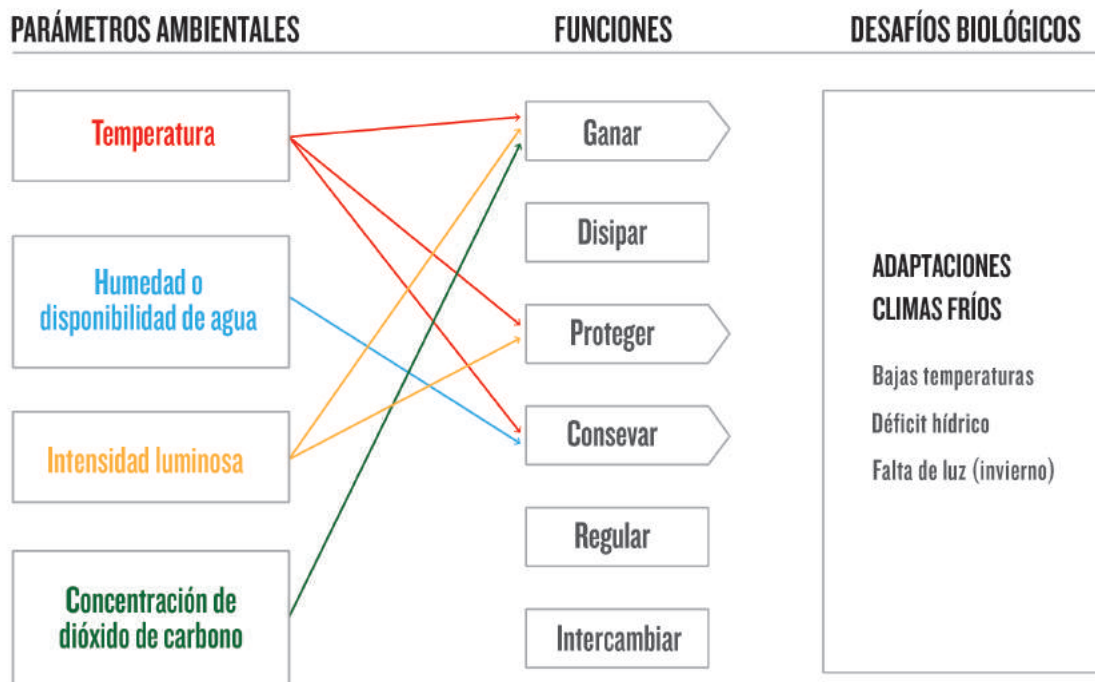 PARÁMETROS AMBIENTALES
FUNCIONES
DESAFÍOS BIOLÓGICOS
Temperatura
Humedad o
disponibilidad de agua
Intensidad luminosa
Concentración de
dióxido de carbono
Ganar
Disipar
Proteger
Consevar
Regular
Intercambiar
ADAPTACIONES
CLIMAS FRÍOS
Bajas temperaturas
Déficit hídrico
Falta de luz (invierno)